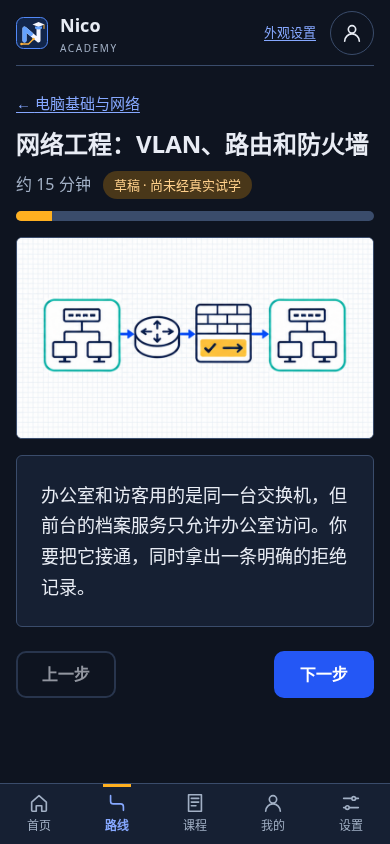 Nico
ACADEMY
外观设置
← 电脑基础与网络
网络工程：VLAN、路由和防火墙
约 15 分钟
草稿 · 尚未经真实试学
办公室和访客用的是同一台交换机，但
前台的档案服务只允许办公室访问。你
要把它接通，同时拿出一条明确的拒绝
记录。
上一步
下一步
首页
路线
课程
我的
设置